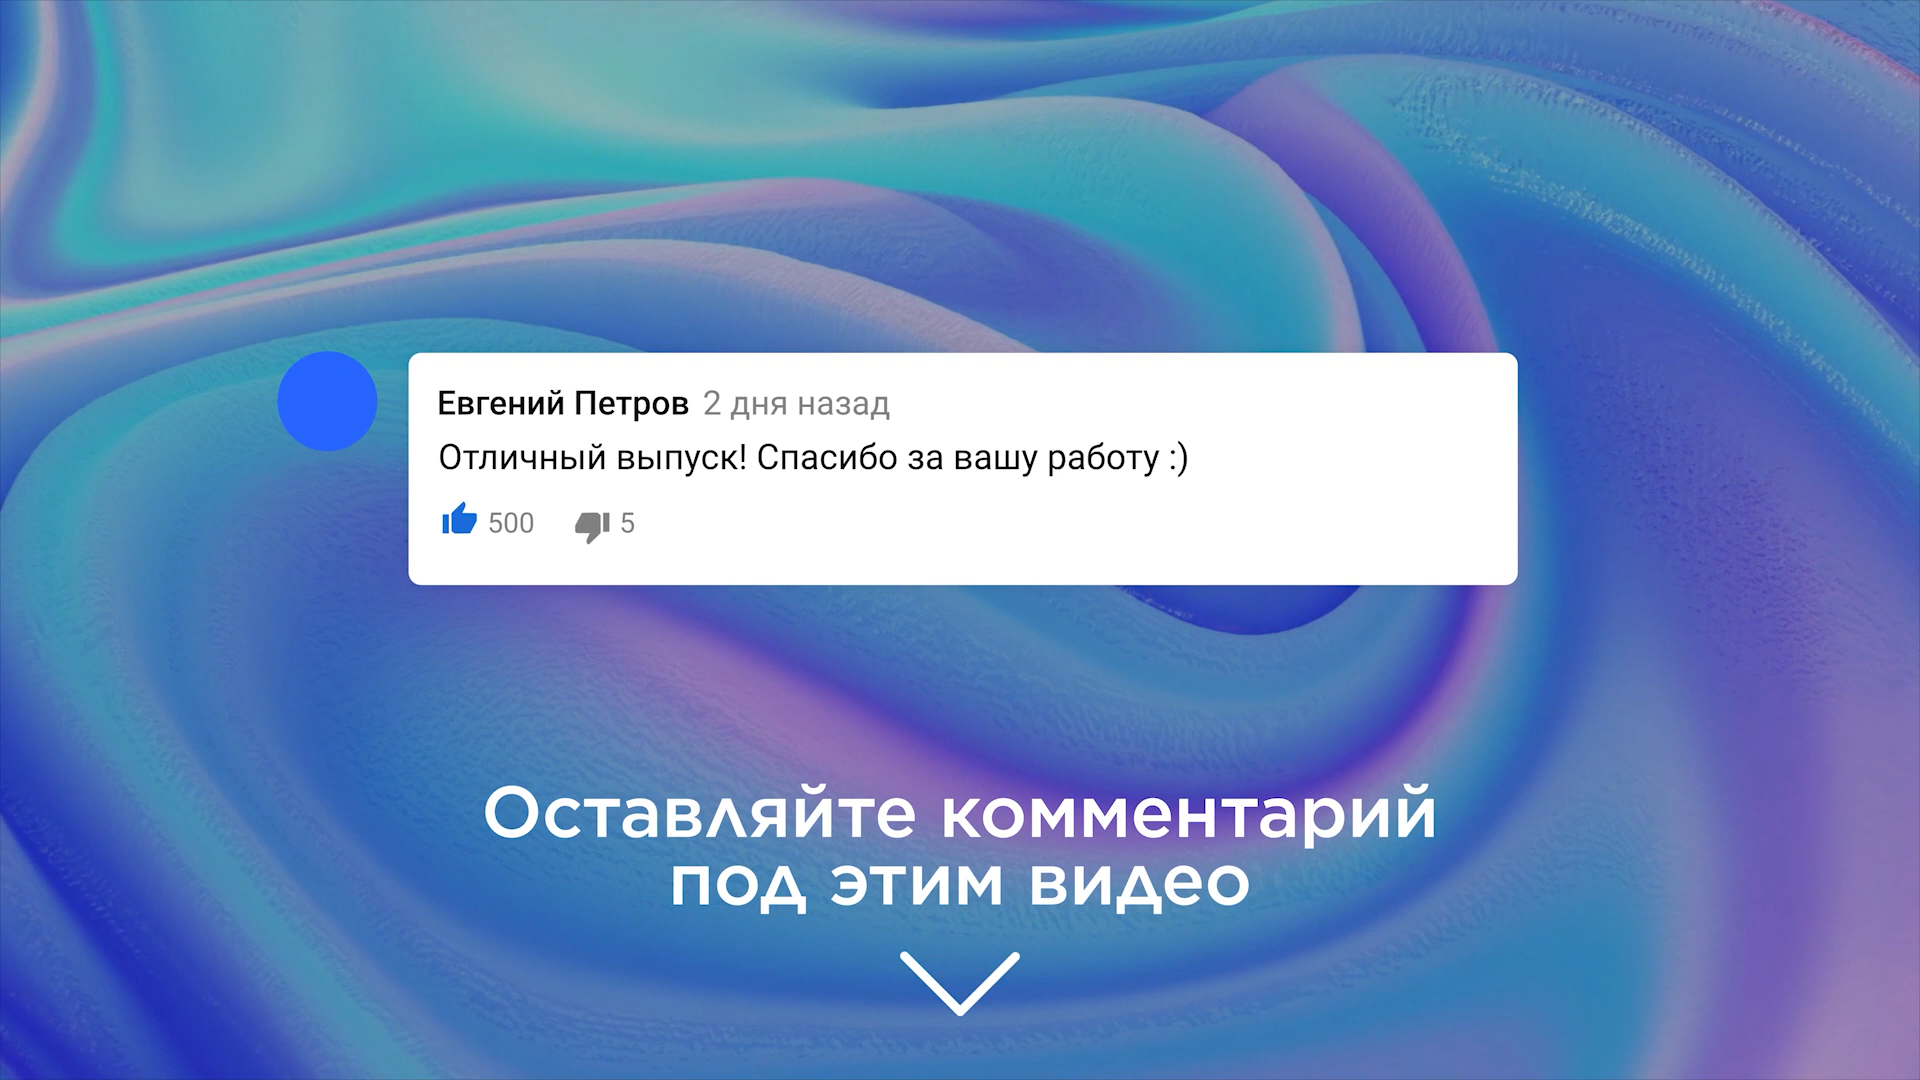 Евгений Петров 2 дня назад
Отличный выпуск! Спасибо за вашу работу :)
500 5
Оставляйте комментарий
под этим видео